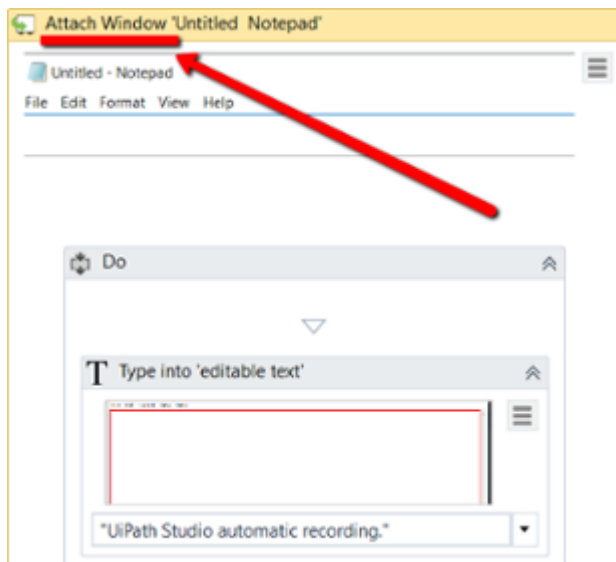 Attach Window 'Untitled  Notepad'
Untitled - Notepad
File Edit Format View Help
Do
T Type into 'editable text'
"UiPath Studio automatic recording."